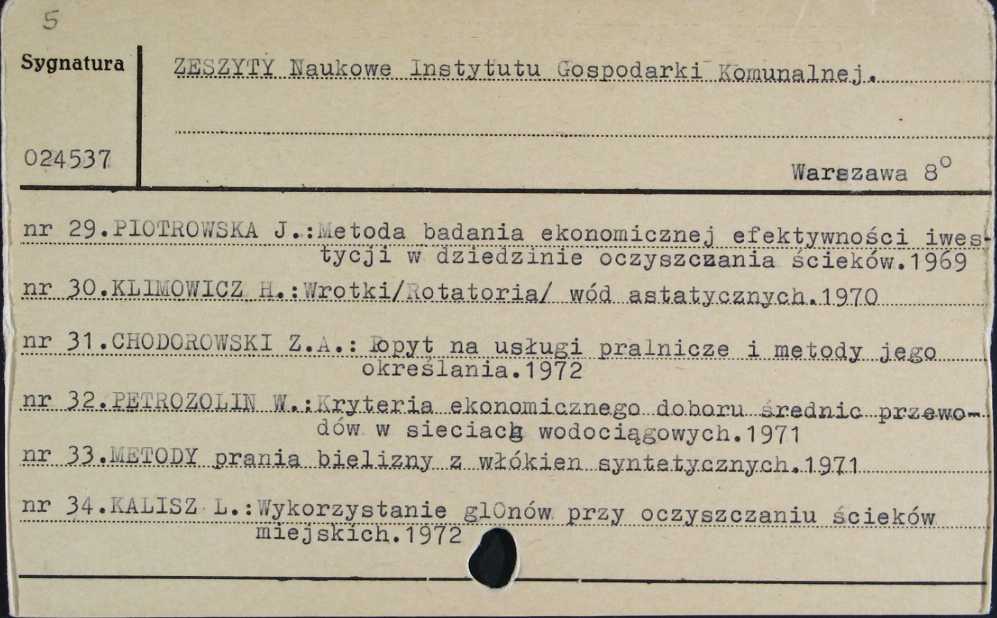 5
Sygnatura
ZESZYTY Naukowe Instytutu Gospodarki Komunalnej.
024537
Warszawa 8°
nr 29.PIOTROWSKA J.:Metoda badania ekonomicznej efektywności iwes-
tycji w dziedzinie oczyszczania ścieków.1969
nr 30.KLIMOWICZ H.:Wrotki/Rotatoria/ wód astatycznych.1970
nr 31.CHODOROWSKI Z.A.: Popyt na usługi pralnicze i metody jego
określania.1972
nr 32.PETROZOLIN W.:Kryteria ekonomicznego doboru średnic przewo-
dów w sieciach wodociągowych.1971
nr 33.METODY prania bielizny z włókien syntetycznych.1971
nr 34.KALISZ L.:Wykorzystanie glOnów przy oczyszczaniu ścieków
miejskich.1972